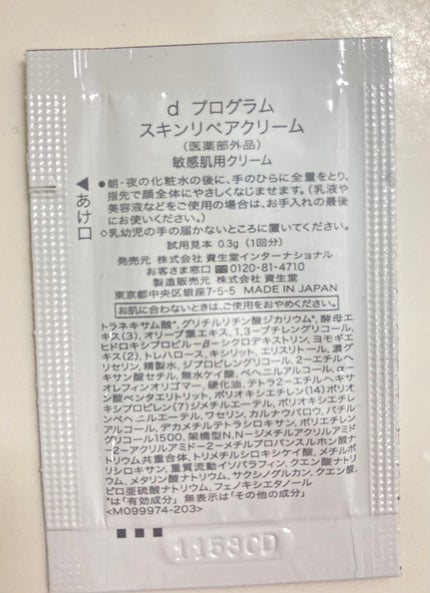 d プログラム
スキンリペアクリーム
（医薬部外品）
敏感肌用クリーム
◀あけ口
●朝・夜の化粧水の後に、手のひらに全量をとり、
指先で顔全体にやさしくなじませます。（乳液や
美容液などをご使用の場合は、お手入れの最後
にお使いください。）
◇乳幼児の手の届かないところに置いてください。
試用見本 0.3g（1回分）
発売元 株式会社 資生堂インターナショナル
お客さま窓口 0120-81-4710
製造販売元 株式会社 資生堂
東京都中央区銀座7-5-5 MADE IN JAPAN
お肌に合わないときは、ご使用をおやめください。
トラネキサム酸*，グリチルリチン酸ジカリウム*，酵母エ
キス(3)，オリーブ葉エキス，1,3-ブチレングリコール，
ヒドロキシプロピル-β-シクロデキストリン，ヨモギエ
キス(2)，トレハロース，キシリット，エリスリトール，濃グ
リセリン，精製水，ジプロピレングリコール，2-エチルヘ
キサン酸セチル，無水ケイ酸，ベヘニルアルコール，α-
オレフィンオリゴマー，硬化油，テトラ2-エチルヘキサ
ン酸ペンタエリトリット，ポリオキシエチレン(14)ポリオ
キシプロピレン(7)ジメチルエーテル，ポリオキシエチレ
ンベヘニルエーテル，ワセリン，カルナウバロウ，バチル
アルコール，デカメチルテトラシロキサン，ポリエチレン
グリコール1500，架橋型N,N-ジメチルアクリルアミド
-2-アクリルアミド-2-メチルプロパンスルホン酸ナ
トリウム共重合体，トリメチルシロキシケイ酸，メチルポ
リシロキサン，重質流動イソパラフィン，クエン酸ナトリ
ウム，メタリン酸ナトリウム，サクシノグルカン，クエン酸，
ピロ亜硫酸ナトリウム，フェノキシエタノール
*は「有効成分」 無表示は「その他の成分」
<M099974-203>
1153CD